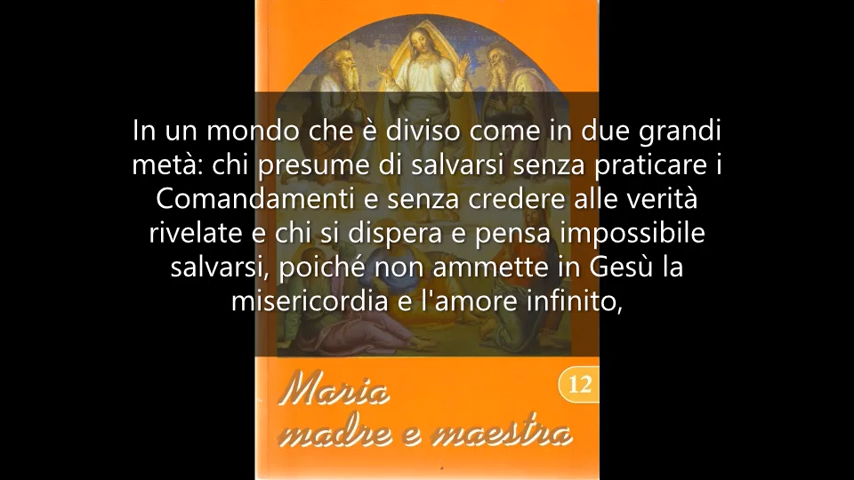 In un mondo che è diviso come in due grandi
metà: chi presume di salvarsi senza praticare i
Comandamenti e senza credere alle verità
rivelate e chi si dispera e pensa impossibile
salvarsi, poiché non ammette in Gesù la
misericordia e l'amore infinito,
Maria
12
madre e maestra